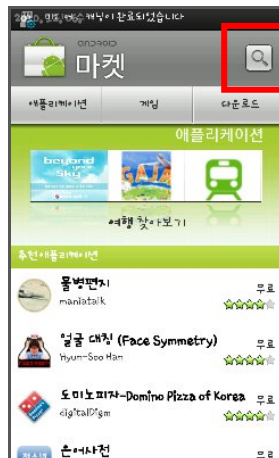 캐닝이 완료되었습니다
ANDROID
마켓
애플리케이션 게임 다운로드
애플리케이션
beyond
Sky
여행 찾아보기
추천 애플리케이션
물병편지
무료
maniatalk
얼굴 대칭 (Face Symmetry)
무료
Hyun-Soo Han
도미노피자-Domino Pizza of Korea
무료
digitalDigm
은어사전
무료